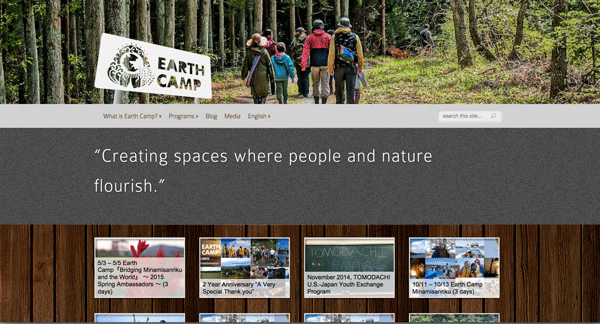 EARTH
CAMP
What is Earth Camp?
Programs
Blog
Media
English
search this site...
“Creating spaces where people and nature
flourish.”
5/3 – 5/5 Earth
Camp『Bridging Minamisanriku
and the World』 〜 2015
Spring Ambassadors 〜 (3
days)
EARTH
CAMP
2 Year Anniversary "A Very
Special Thank you"
TOMODACHI
November 2014, TOMODACHI
U.S.-Japan Youth Exchange
Program
10/11 – 10/13 Earth Camp
Minamisanriku (3 days)